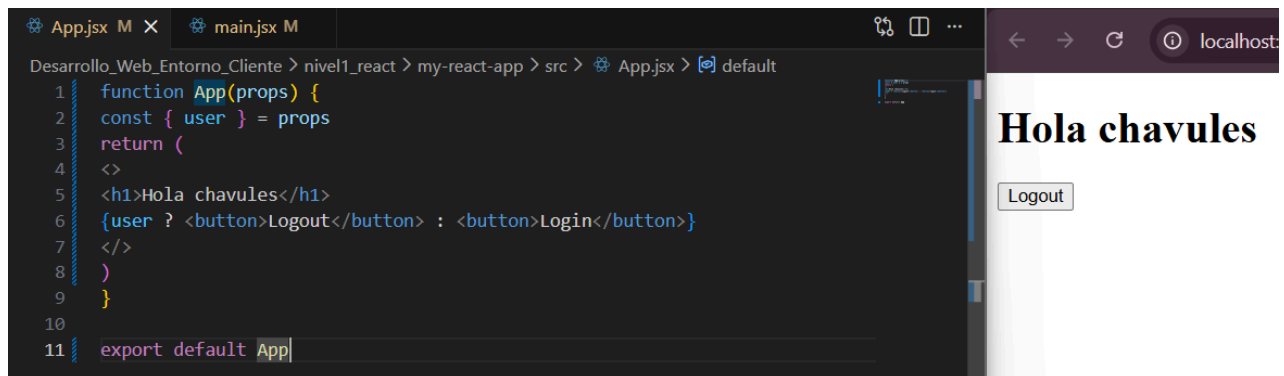 App.jsx M
main.jsx M
localhost:
Desarrollo_Web_Entorno_Cliente > nivel1_react > my-react-app > src > App.jsx > default
1 function App(props) {
2 const { user } = props
3 return (
4 <>
5 <h1>Hola chavules</h1>
6 {user ? <button>Logout</button> : <button>Login</button>}
7 </>
8 )
9 }
10
11 export default App
Hola chavules
Logout